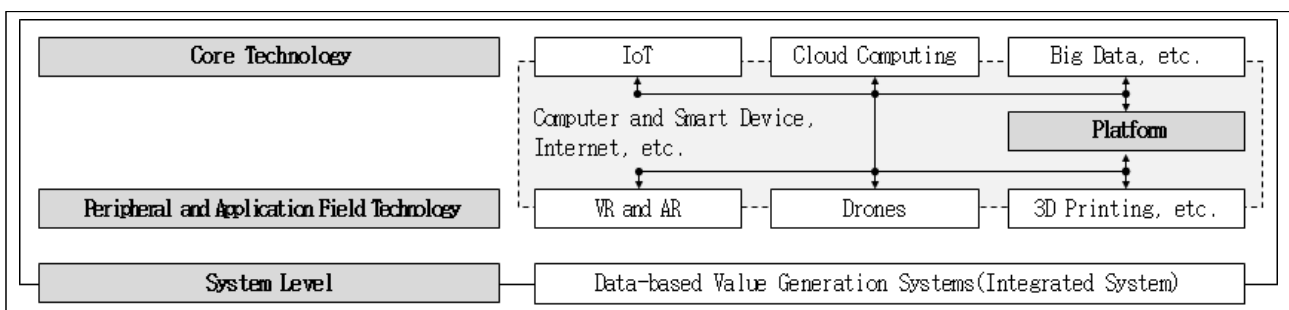 Core Technology
IoT
Cloud Computing
Big Data, etc.
Computer and Smart Device,
Internet, etc.
Platform
Peripheral and Application Field Technology
VR and AR
Drones
3D Printing, etc.
System Level
Data-based Value Generation Systems(Integrated System)